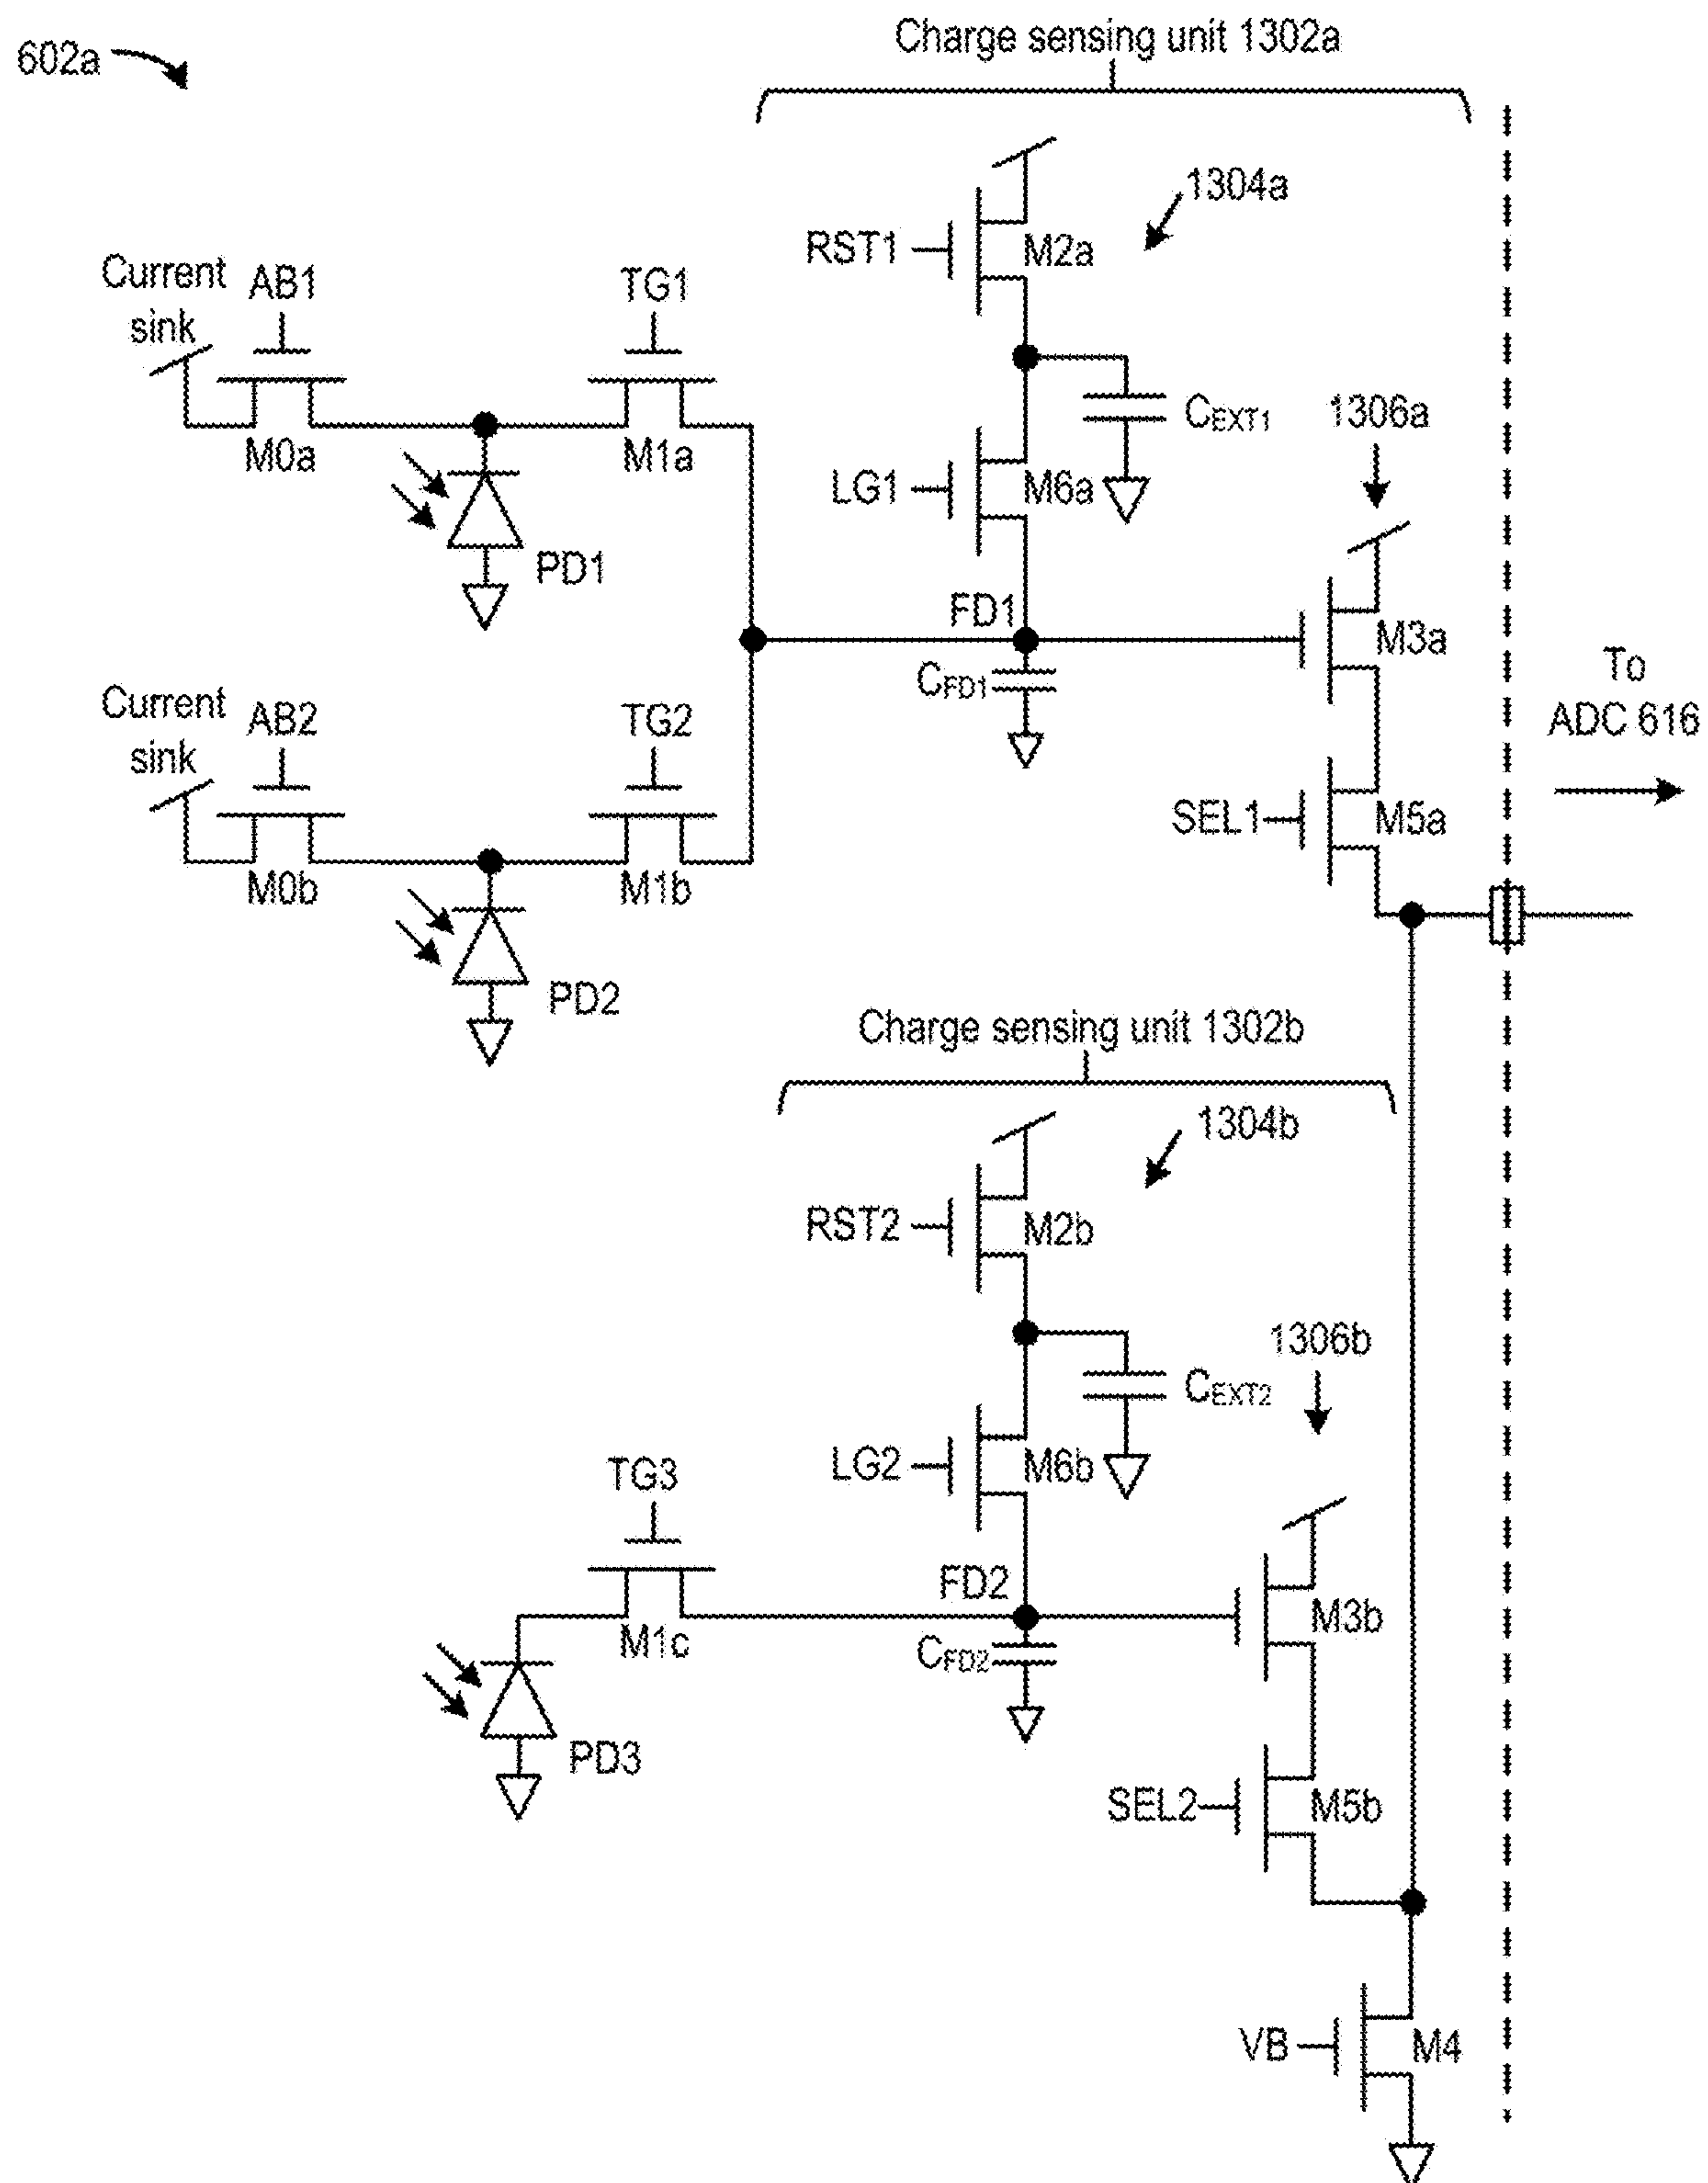 Charge sensing unit 1302a
602a
1304a
RST1
M2a
Current
sink
AB1
TG1
CEXT1
1306a
M0a
M1a
LG1
M6a
PD1
FD1
M3a
CFD1
To
ADC 616
Current
sink
AB2
TG2
SEL1
M5a
M0b
M1b
PD2
Charge sensing unit 1302b
1304b
RST2
M2b
1306b
CEXT2
LG2
M6b
TG3
FD2
M3b
M1c
CFD2
PD3
SEL2
M5b
VB
M4